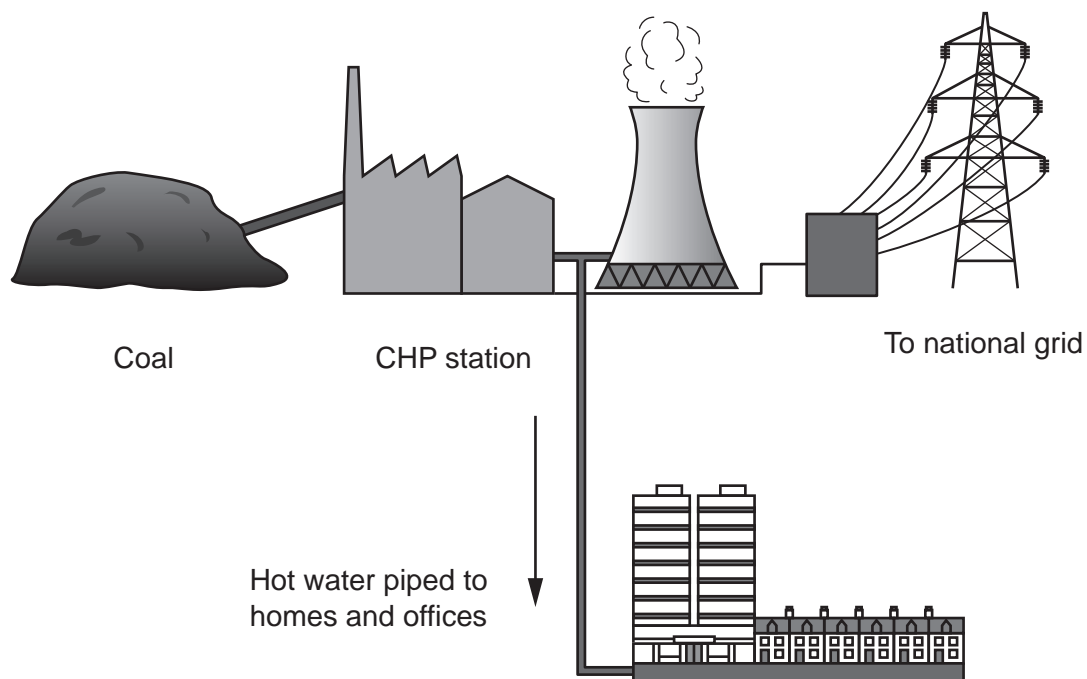 Coal
CHP station
To national grid
Hot water piped to
homes and offices